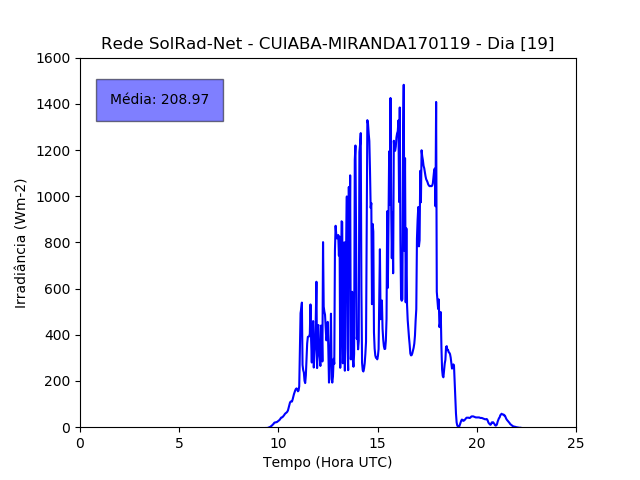 Rede SolRad-Net - CUIABA-MIRANDA170119 - Dia [19]
Média: 208.97
Irradiância (Wm-2)
1600
1400
1200
1000
800
600
400
200
0
0 5 10 15 20 25
Tempo (Hora UTC)